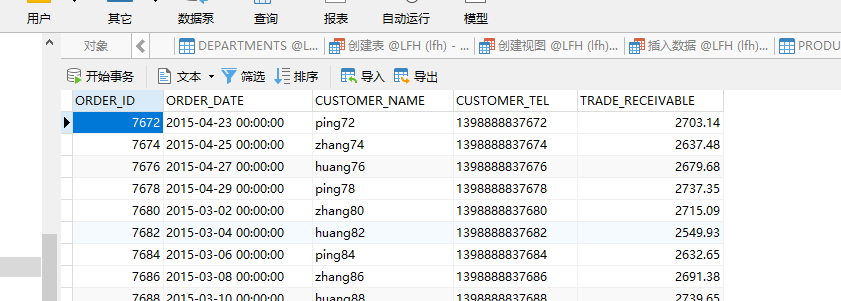 用户 其它 数据泵 查询 报表 自动运行 模型
对象 DEPARTMENTS @L... 创建表 @LFH (lfh) - ... 创建视图 @LFH (lfh)... 插入数据 @LFH (lfh)... PRODU
开始事务 文本 筛选 排序 导入 导出
ORDER_ID ORDER_DATE CUSTOMER_NAME CUSTOMER_TEL TRADE_RECEIVABLE
7672 2015-04-23 00:00:00 ping72 1398888837672 2703.14
7674 2015-04-25 00:00:00 zhang74 1398888837674 2637.48
7676 2015-04-27 00:00:00 huang76 1398888837676 2679.68
7678 2015-04-29 00:00:00 ping78 1398888837678 2737.35
7680 2015-03-02 00:00:00 zhang80 1398888837680 2715.09
7682 2015-03-04 00:00:00 huang82 1398888837682 2549.93
7684 2015-03-06 00:00:00 ping84 1398888837684 2632.65
7686 2015-03-08 00:00:00 zhang86 1398888837686 2691.38
7688 2015-03-10 00:00:00 huang88 1398888837688 2739.65